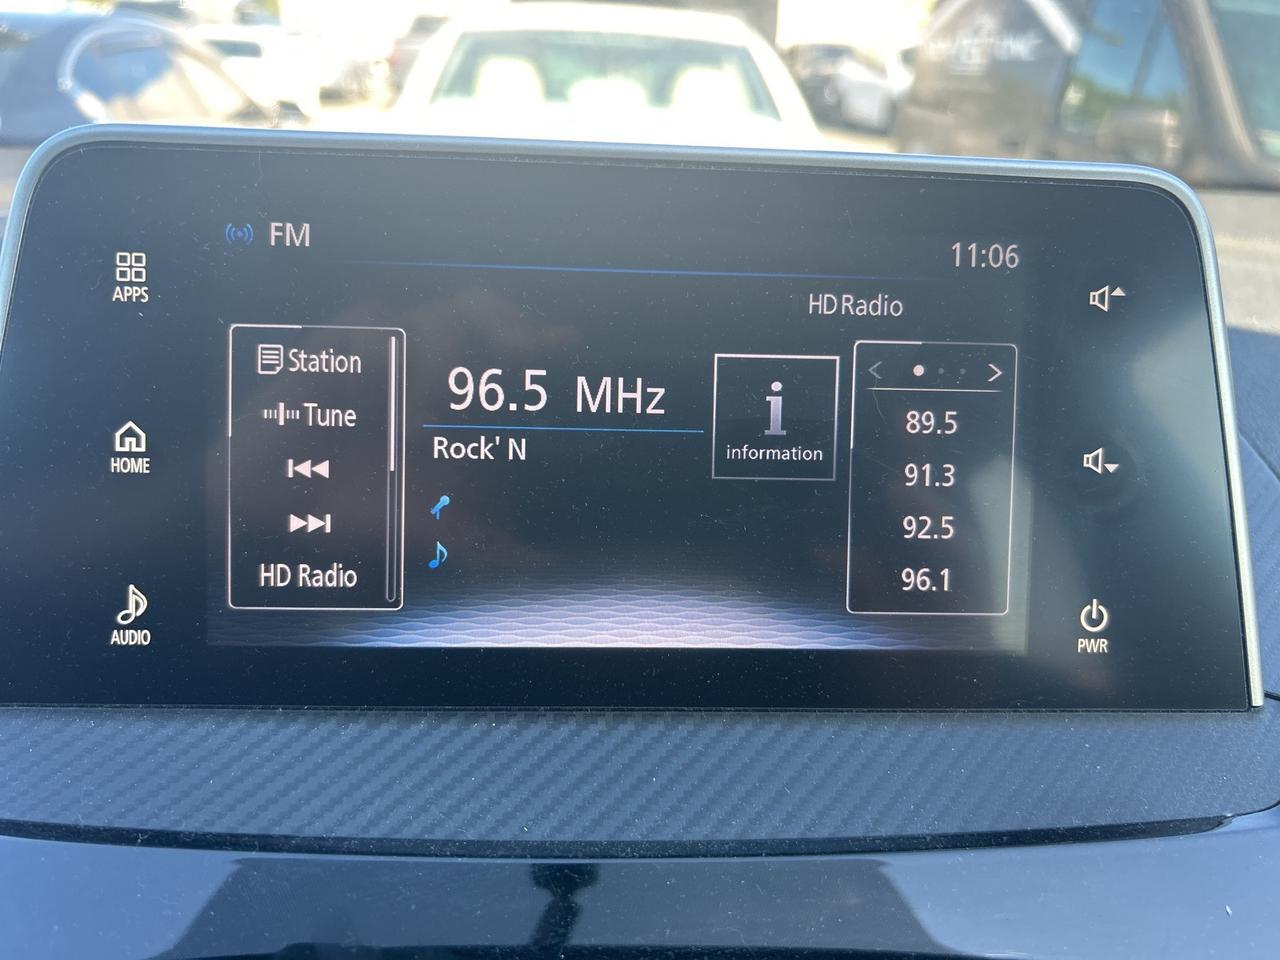 FM
11:06
APPS
HD Radio
Station
Tune
96.5 MHz
Rock' N
information
89.5
91.3
92.5
96.1
HOME
HD Radio
AUDIO
PWR